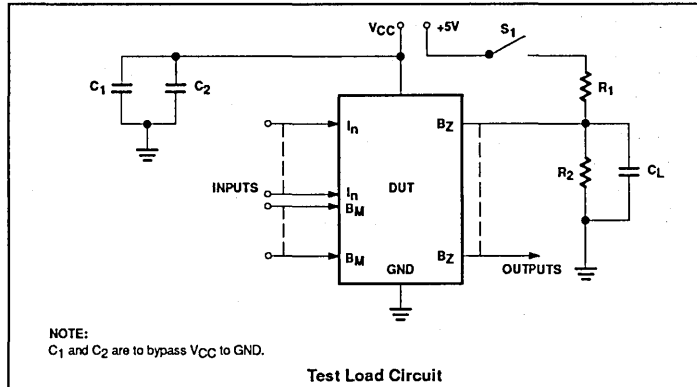 VCC +5V S1
C1 C2 R1
In BZ
INPUTS In DUT R2 CL
BM
BM BZ
GND OUTPUTS
NOTE:
C1 and C2 are to bypass VCC to GND.
Test Load Circuit